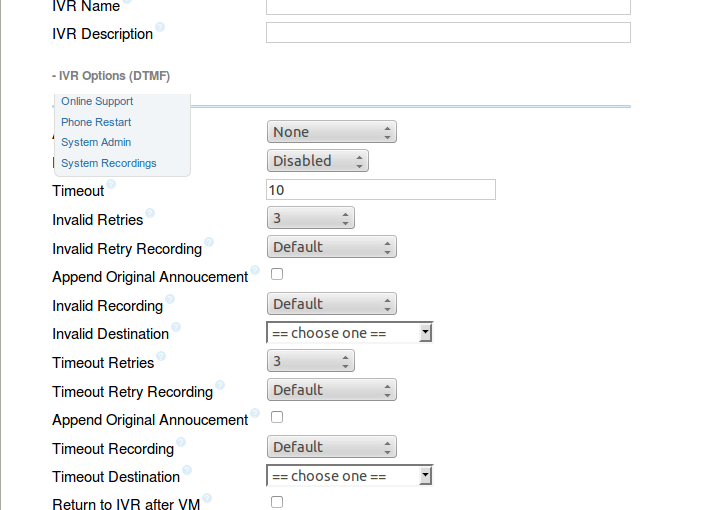 IVR Name
IVR Description
- IVR Options (DTMF)
Online Support
Phone Restart
System Admin
System Recordings
None
Disabled
Timeout ? 10
Invalid Retries ? 3
Invalid Retry Recording ? Default
Append Original Annoucement ?
Invalid Recording ? Default
Invalid Destination ? == choose one ==
Timeout Retries ? 3
Timeout Retry Recording ? Default
Append Original Annoucement ?
Timeout Recording ? Default
Timeout Destination ? == choose one ==
Return to IVR after VM ?